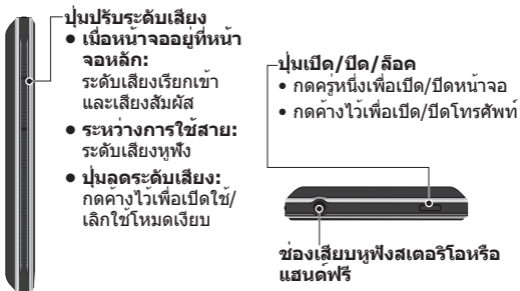 ปุ่มปรับระดับเสียง
• เมื่อหน้าจออยู่ที่หน้า
จอหลัก:
ระดับเสียงเรียกเข้า
และเสียงสัมผัส
• ระหว่างการใช้สาย:
ระดับเสียงหูฟัง
• ปุ่มลดระดับเสียง:
กดค้างไว้เพื่อเปิดใช้/
เลิกใช้โหมดเงียบ
ปุ่มเปิด/ปิด/ล็อค
• กดครู่หนึ่งเพื่อเปิด/ปิดหน้าจอ
• กดค้างไว้เพื่อเปิด/ปิดโทรศัพท์
ช่องเสียบหูฟังสเตอริโอหรือ
แฮนด์ฟรี